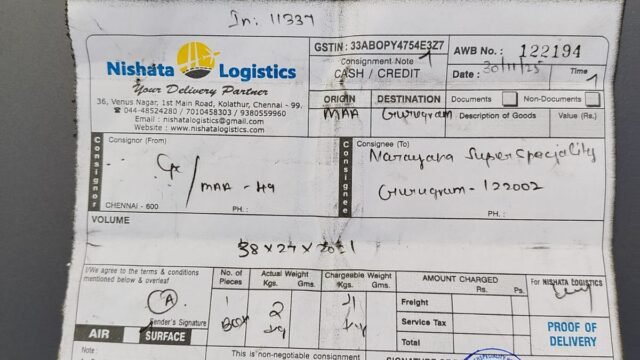 In: 11337
Nishata Logistics
Your Delivery Partner
36, Venus Nagar, 1st Main Road, Kolathur, Chennai - 99.
☎ 044-48524280 / 7010458303 / 9380559960
Email : nishatalogistics@gmail.com
Website : www.nishatalogistics.com
GSTIN : 33ABOPY4754E3Z7
Consignment Note
CASH / CREDIT
AWB No. : 122194
Date : 30/11/25
Time
ORIGIN DESTINATION
MAA Gurugram
Documents Non-Documents
Description of Goods Value (Rs.)
Consignor
Consignor (From)
MAA - HQ
CHENNAI - 600 PH. :
Consignee
Consignee (To)
Narayana Superspeciality
Gurugram - 122002
PH. :
VOLUME
38 x 24 x
I/We agree to the terms & conditions
mentioned below & overleaf
A
Sender's Signature
AIR SURFACE
No. of Pieces
1
Box
Actual Weight
Kgs. Gms.
2
kg
Chargeable Weight
Kgs. Gms.
AMOUNT CHARGED
Rs. Ps.
Freight
Service Tax
Total
For NISHATA LOGISTICS
PROOF OF
DELIVERY
Note :
This is non-negotiable consignment